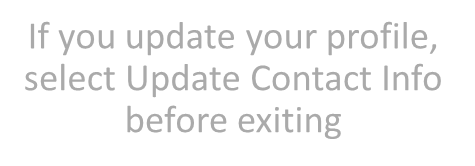 If you update your profile,
select Update Contact Info
before exiting